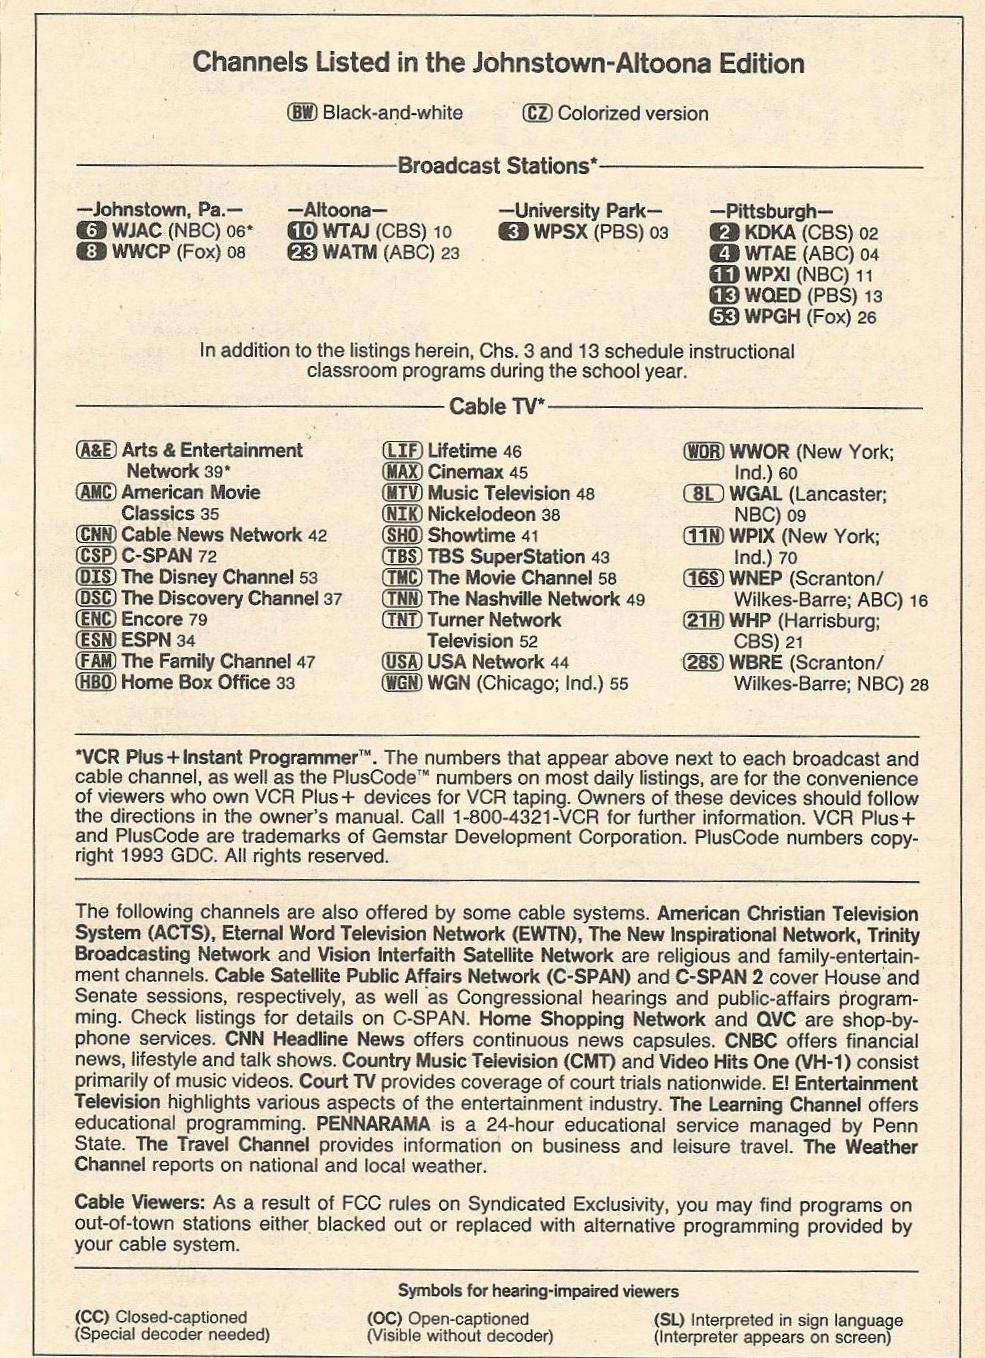 Channels Listed in the Johnstown-Altoona Edition
BW Black-and-white
CZ Colorized version
Broadcast Stations*
—Johnstown, Pa.—
6 WJAC (NBC) 06*
8 WWCP (Fox) 08
—Altoona—
10 WTAJ (CBS) 10
23 WATM (ABC) 23
—University Park—
3 WPSX (PBS) 03
—Pittsburgh—
2 KDKA (CBS) 02
4 WTAE (ABC) 04
11 WPXI (NBC) 11
13 WQED (PBS) 13
53 WPGH (Fox) 26
In addition to the listings herein, Chs. 3 and 13 schedule instructional
classroom programs during the school year.
Cable TV*
A&E Arts & Entertainment
Network 39*
AMC American Movie
Classics 35
CNN Cable News Network 42
CSP C-SPAN 72
DIS The Disney Channel 53
DSC The Discovery Channel 37
ENC Encore 79
ESN ESPN 34
FAM The Family Channel 47
HBO Home Box Office 33
LIF Lifetime 46
MAX Cinemax 45
MTV Music Television 48
NIK Nickelodeon 38
SHO Showtime 41
TBS TBS SuperStation 43
TMC The Movie Channel 58
TNN The Nashville Network 49
TNT Turner Network
Television 52
USA USA Network 44
WGN WGN (Chicago; Ind.) 55
WOR WWOR (New York;
Ind.) 60
8L WGAL (Lancaster;
NBC) 09
11N WPIX (New York;
Ind.) 70
16S WNEP (Scranton/
Wilkes-Barre; ABC) 16
21H WHP (Harrisburg;
CBS) 21
28S WBRE (Scranton/
Wilkes-Barre; NBC) 28
*VCR Plus+Instant Programmer™. The numbers that appear above next to each broadcast and
cable channel, as well as the PlusCode™ numbers on most daily listings, are for the convenience
of viewers who own VCR Plus+ devices for VCR taping. Owners of these devices should follow
the directions in the owner's manual. Call 1-800-4321-VCR for further information. VCR Plus+
and PlusCode are trademarks of Gemstar Development Corporation. PlusCode numbers copy-
right 1993 GDC. All rights reserved.
The following channels are also offered by some cable systems. American Christian Television
System (ACTS), Eternal Word Television Network (EWTN), The New Inspirational Network, Trinity
Broadcasting Network and Vision Interfaith Satellite Network are religious and family-entertain-
ment channels. Cable Satellite Public Affairs Network (C-SPAN) and C-SPAN 2 cover House and
Senate sessions, respectively, as well as Congressional hearings and public-affairs program-
ming. Check listings for details on C-SPAN. Home Shopping Network and QVC are shop-by-
phone services. CNN Headline News offers continuous news capsules. CNBC offers financial
news, lifestyle and talk shows. Country Music Television (CMT) and Video Hits One (VH-1) consist
primarily of music videos. Court TV provides coverage of court trials nationwide. E! Entertainment
Television highlights various aspects of the entertainment industry. The Learning Channel offers
educational programming. PENNARAMA is a 24-hour educational service managed by Penn
State. The Travel Channel provides information on business and leisure travel. The Weather
Channel reports on national and local weather.
Cable Viewers: As a result of FCC rules on Syndicated Exclusivity, you may find programs on
out-of-town stations either blacked out or replaced with alternative programming provided by
your cable system.
Symbols for hearing-impaired viewers
(CC) Closed-captioned
(Special decoder needed)
(OC) Open-captioned
(Visible without decoder)
(SL) Interpreted in sign language
(Interpreter appears on screen)